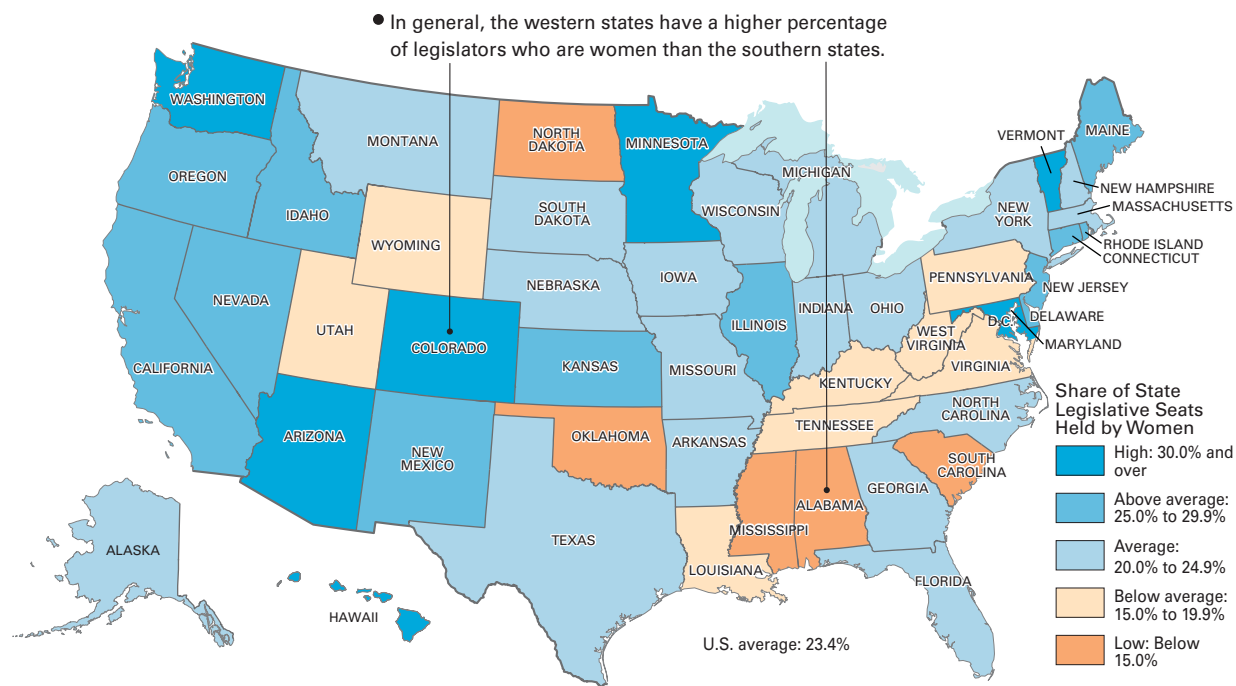 In general, the western states have a higher percentage
of legislators who are women than the southern states.
WASHINGTON
MONTANA
NORTH
DAKOTA
MINNESOTA
VERMONT
MAINE
OREGON
IDAHO
SOUTH
DAKOTA
WISCONSIN
MICHIGAN
NEW
YORK
NEW HAMPSHIRE
MASSACHUSETTS
RHODE ISLAND
CONNECTICUT
WYOMING
NEBRASKA
IOWA
PENNSYLVANIA
NEW JERSEY
NEVADA
UTAH
COLORADO
ILLINOIS
INDIANA
OHIO
D.C.
DELAWARE
MARYLAND
WEST
VIRGINIA
VIRGINIA
CALIFORNIA
KANSAS
MISSOURI
KENTUCKY
NORTH
CAROLINA
TENNESSEE
ARIZONA
NEW
MEXICO
OKLAHOMA
ARKANSAS
SOUTH
CAROLINA
GEORGIA
ALABAMA
MISSISSIPPI
TEXAS
LOUISIANA
FLORIDA
ALASKA
HAWAII
U.S. average: 23.4%
Share of State
Legislative Seats
Held by Women
High: 30.0% and
over
Above average:
25.0% to 29.9%
Average:
20.0% to 24.9%
Below average:
15.0% to 19.9%
Low: Below
15.0%